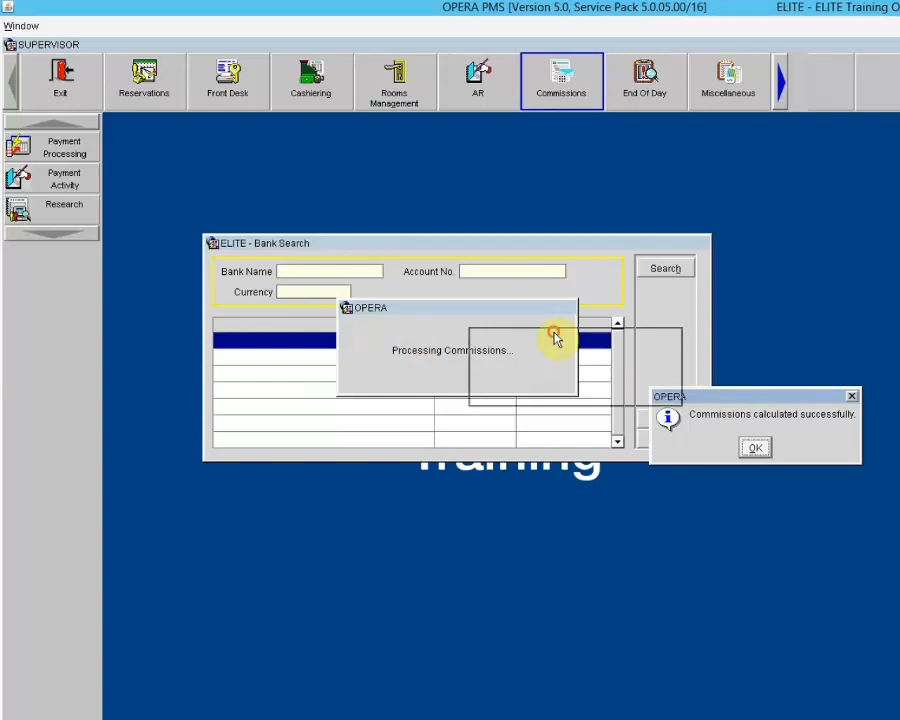 OPERA PMS [Version 5.0, Service Pack 5.0.05.00/16]
ELITE - ELITE Training O
Window
SUPERVISOR
Exit
Reservations
Front Desk
Cashiering
Rooms
Management
AR
Commissions
End Of Day
Miscellaneous
Payment
Processing
Payment
Activity
Research
ELITE - Bank Search
Bank Name
Account No.
Search
Currency
OPERA
Processing Commissions...
OPERA
Commissions calculated successfully.
OK
Training